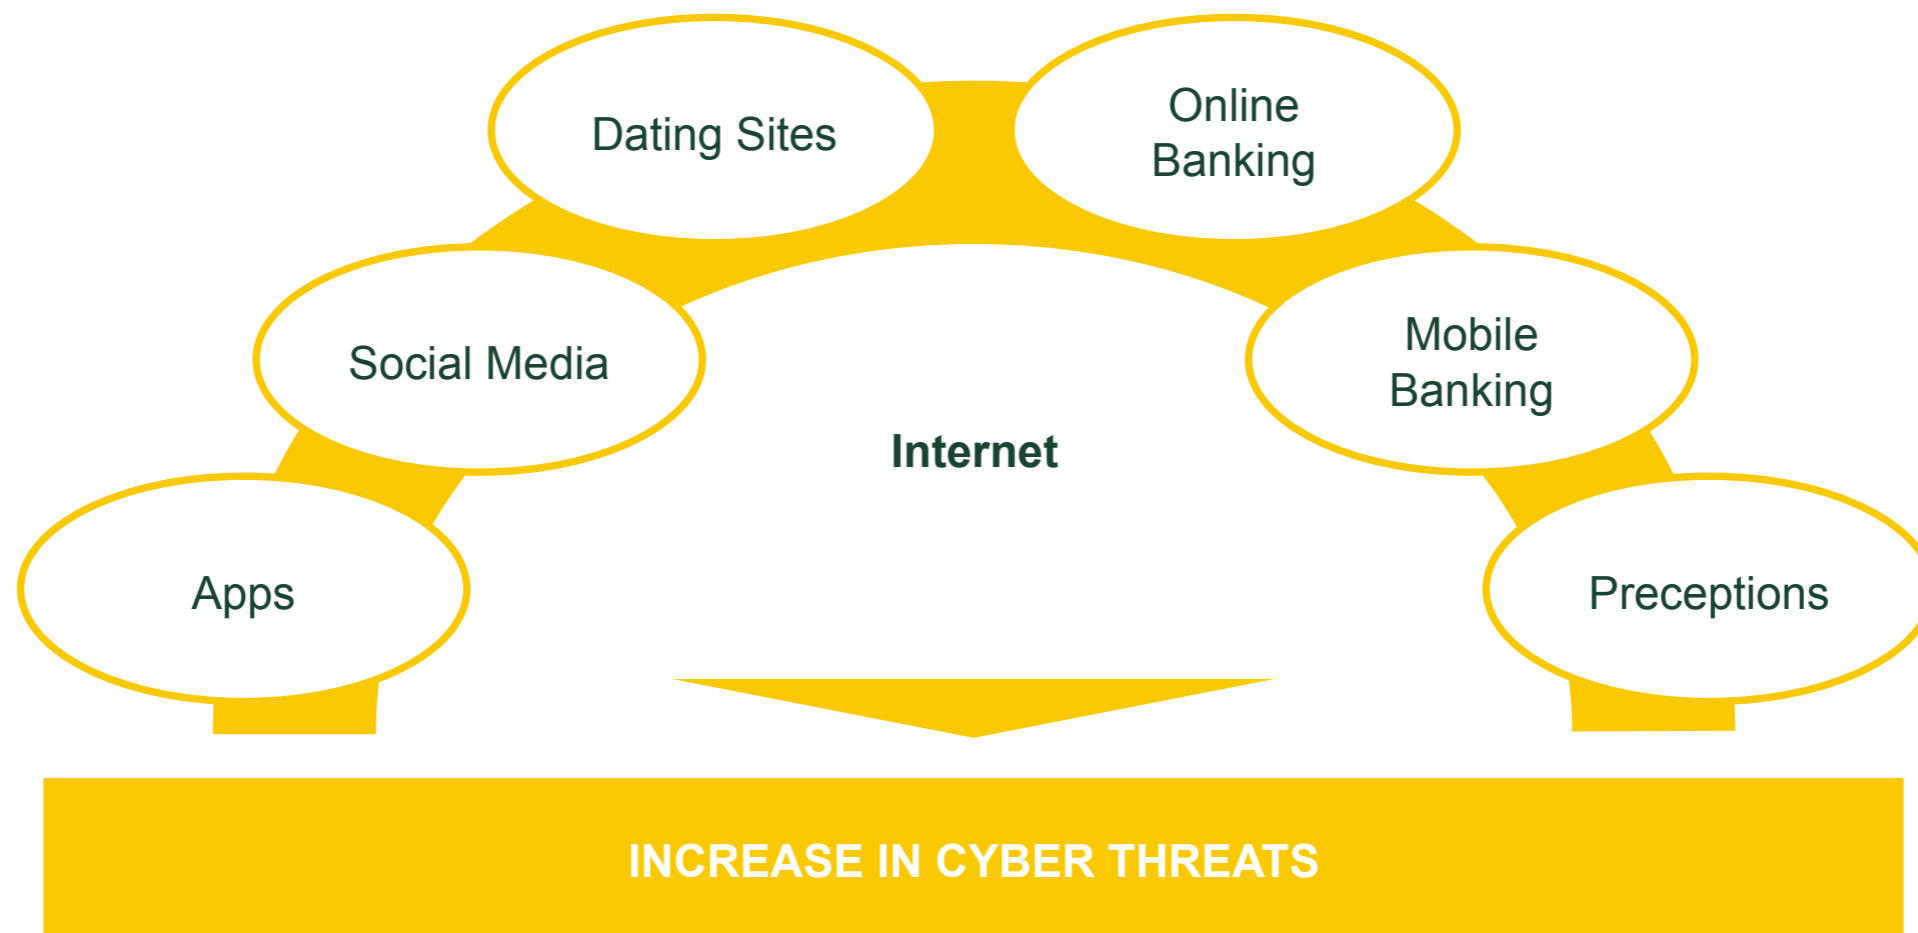 Dating Sites
Online
Banking
Social Media
Mobile
Banking
Internet
Apps
Preceptions
INCREASE IN CYBER THREATS